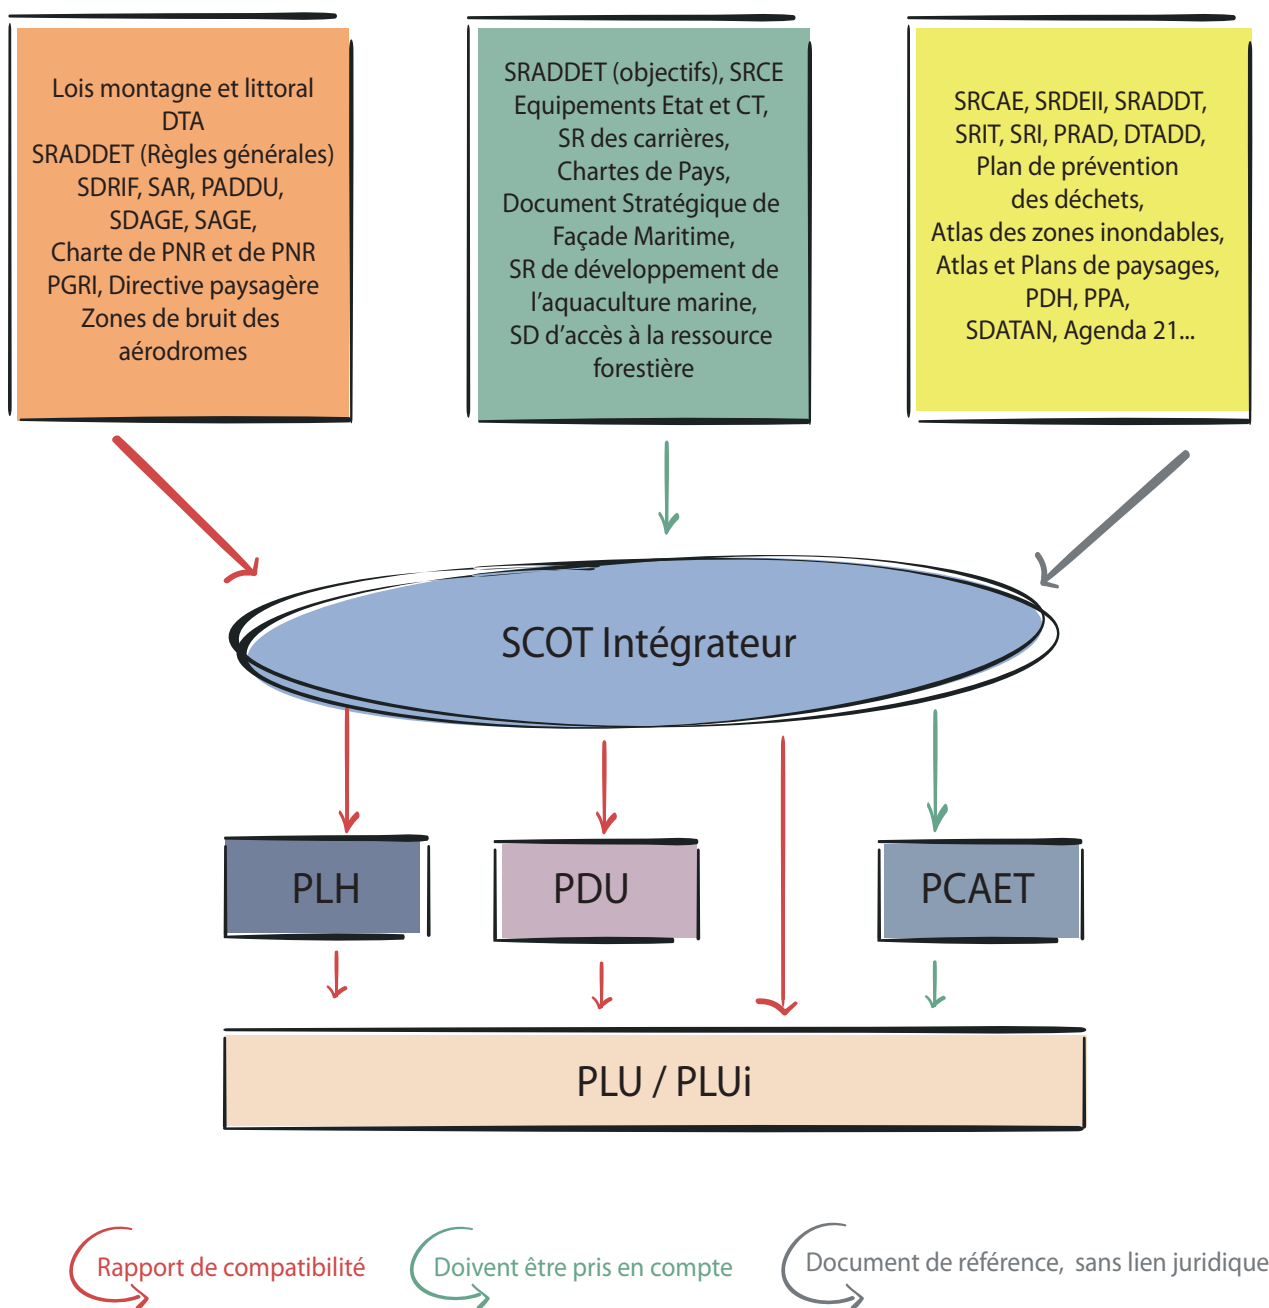 Lois montagne et littoral
DTA
SRADDET (Règles générales)
SDRIF, SAR, PADDU,
SDAGE, SAGE,
Charte de PNR et de PNR
PGRI, Directive paysagère
Zones de bruit des
aérodromes
SRADDET (objectifs), SRCE
Equipements Etat et CT,
SR des carrières,
Chartes de Pays,
Document Stratégique de
Façade Maritime,
SR de développement de
l'aquaculture marine,
SD d'accès à la ressource
forestière
SRCAE, SRDEII, SRADDT,
SRIT, SRI, PRAD, DTADD,
Plan de prévention
des déchets,
Atlas des zones inondables,
Atlas et Plans de paysages,
PDH, PPA,
SDATAN, Agenda 21...
SCOT Intégrateur
PLH
PDU
PCAET
PLU / PLUi
Rapport de compatibilité
Doivent être pris en compte
Document de référence, sans lien juridique